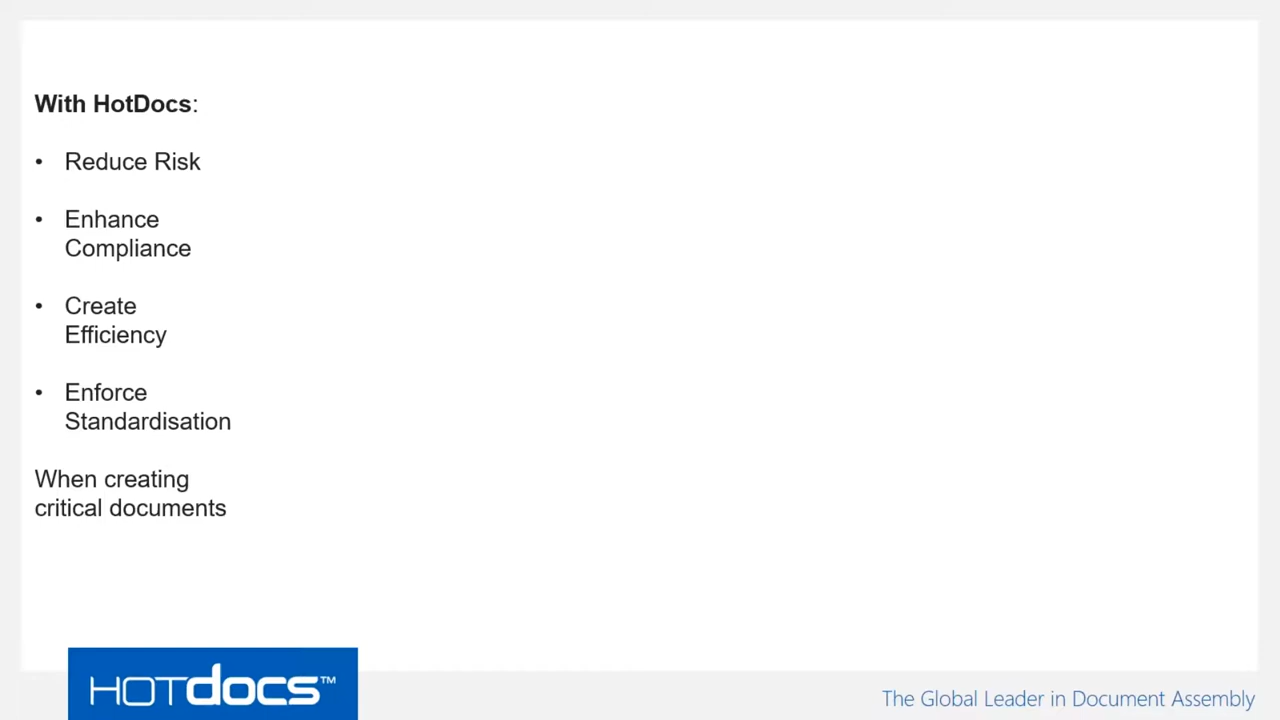 With HotDocs:
• Reduce Risk
• Enhance
Compliance
• Create
Efficiency
• Enforce
Standardisation
When creating
critical documents
HOTdocs™
The Global Leader in Document Assembly